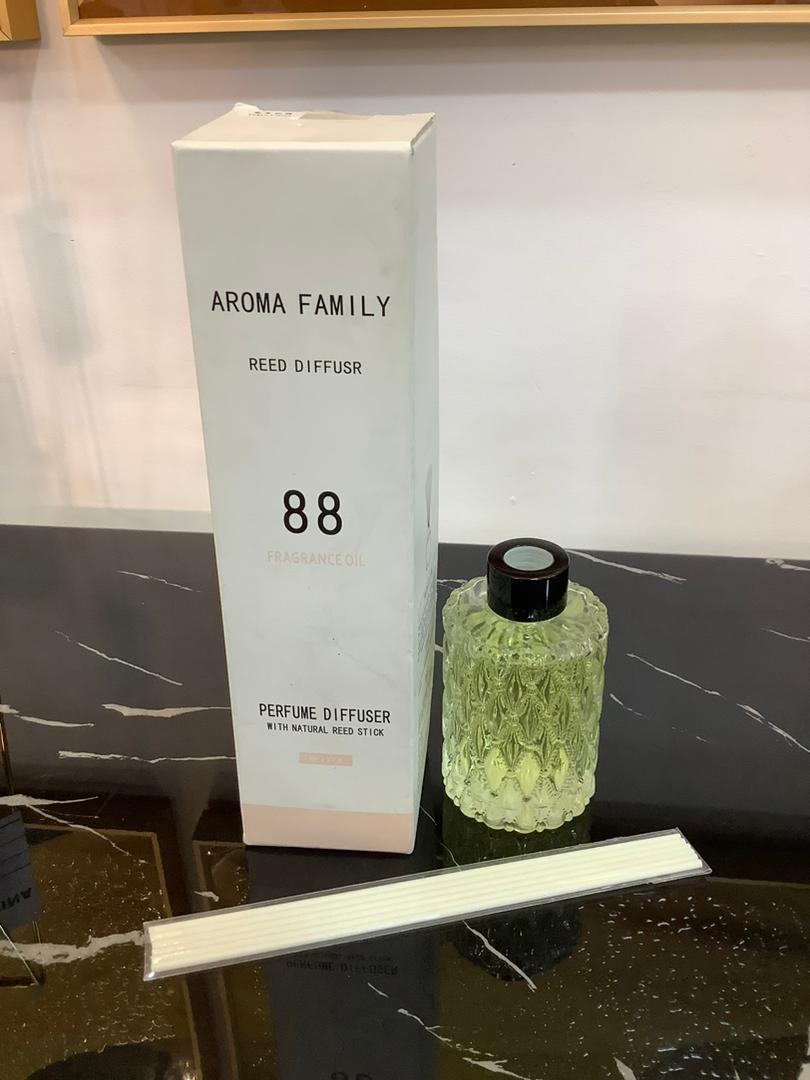 AROMA FAMILY
REED DIFFUSR
88
FRAGRANCE OIL
PERFUME DIFFUSER
WITH NATURAL REED STICK